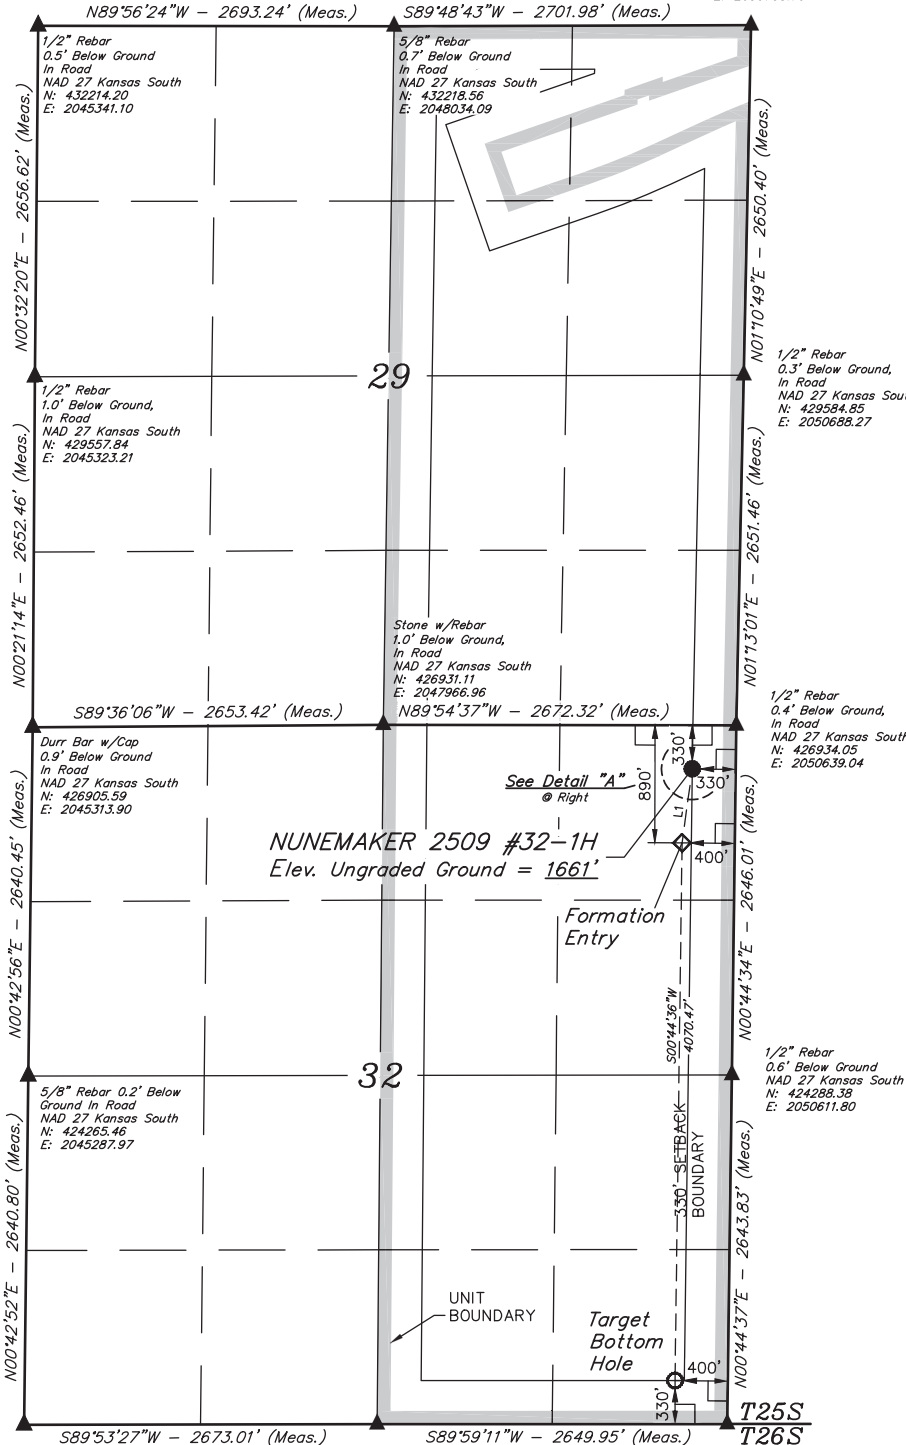 N89°56'24"W - 2693.24' (Meas.)
S89°48'43"W - 2701.98' (Meas.)
1/2" Rebar
0.5' Below Ground
In Road
NAD 27 Kansas South
N: 432214.20
E: 2045341.10
5/8" Rebar
0.7' Below Ground
In Road
NAD 27 Kansas South
N: 432218.56
E: 2048034.09
N00°32'20"E - 2656.62' (Meas.)
N01°10'49"E - 2650.40' (Meas.)
29
1/2" Rebar
1.0' Below Ground,
In Road
NAD 27 Kansas South
N: 429557.84
E: 2045323.21
1/2" Rebar
0.3' Below Ground,
In Road
NAD 27 Kansas Sou
N: 429584.85
E: 2050688.27
N00°21'14"E - 2652.46' (Meas.)
N01°13'01"E - 2651.46' (Meas.)
Stone w/Rebar
1.0' Below Ground,
In Road
NAD 27 Kansas South
N: 426931.11
E: 2047966.96
S89°36'06"W - 2653.42' (Meas.)
N89°54'37"W - 2672.32' (Meas.)
1/2" Rebar
0.4' Below Ground,
In Road
NAD 27 Kansas South
N: 426934.05
E: 2050639.04
Durr Bar w/Cap
0.9' Below Ground
In Road
NAD 27 Kansas South
N: 426905.59
E: 2045313.90
330'
330'
890'
See Detail "A"
@ Right
L1
NUNEMAKER 2509 #32-1H
Elev. Ungraded Ground = 1661'
400'
Formation
Entry
N00°42'56"E - 2640.45' (Meas.)
N00°44'34"E - 2646.01' (Meas.)
S00°44'36"W
4070.47'
32
1/2" Rebar
0.6' Below Ground
NAD 27 Kansas South
N: 424288.38
E: 2050611.80
5/8" Rebar 0.2' Below
Ground In Road
NAD 27 Kansas South
N: 424265.46
E: 2045287.97
330' SETBACK
BOUNDARY
N00°42'52"E - 2640.80' (Meas.)
N00°44'37"E - 2643.83' (Meas.)
UNIT
BOUNDARY
Target
Bottom
Hole
400'
330'
T25S
T26S
S89°53'27"W - 2673.01' (Meas.)
S89°59'11"W - 2649.95' (Meas.)